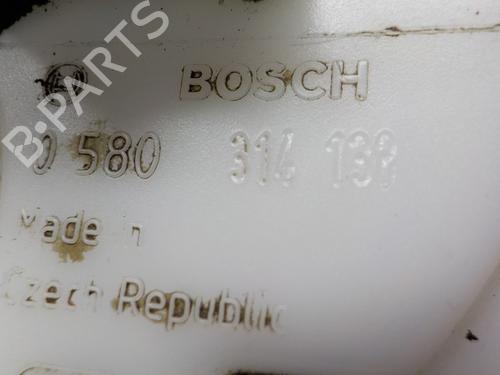 B-PARTS
BOSCH
0 580 314 138
Made in
Czech Republic